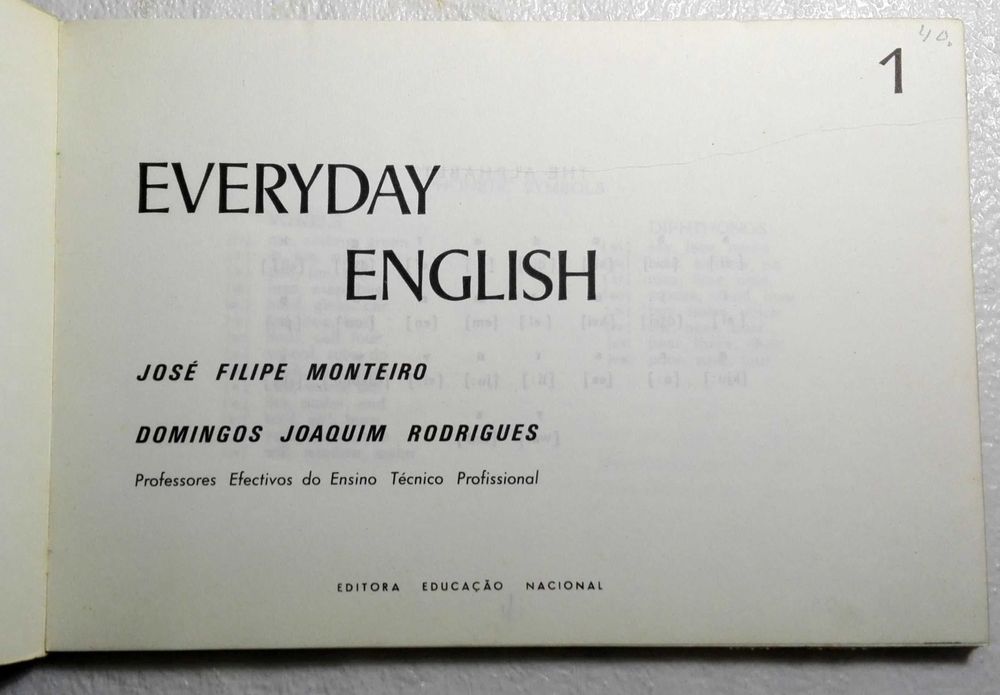 40.
1
EVERYDAY
ENGLISH
JOSÉ FILIPE MONTEIRO
DOMINGOS JOAQUIM RODRIGUES
Professores Efectivos do Ensino Técnico Profissional
EDITORA EDUCAÇÃO NACIONAL